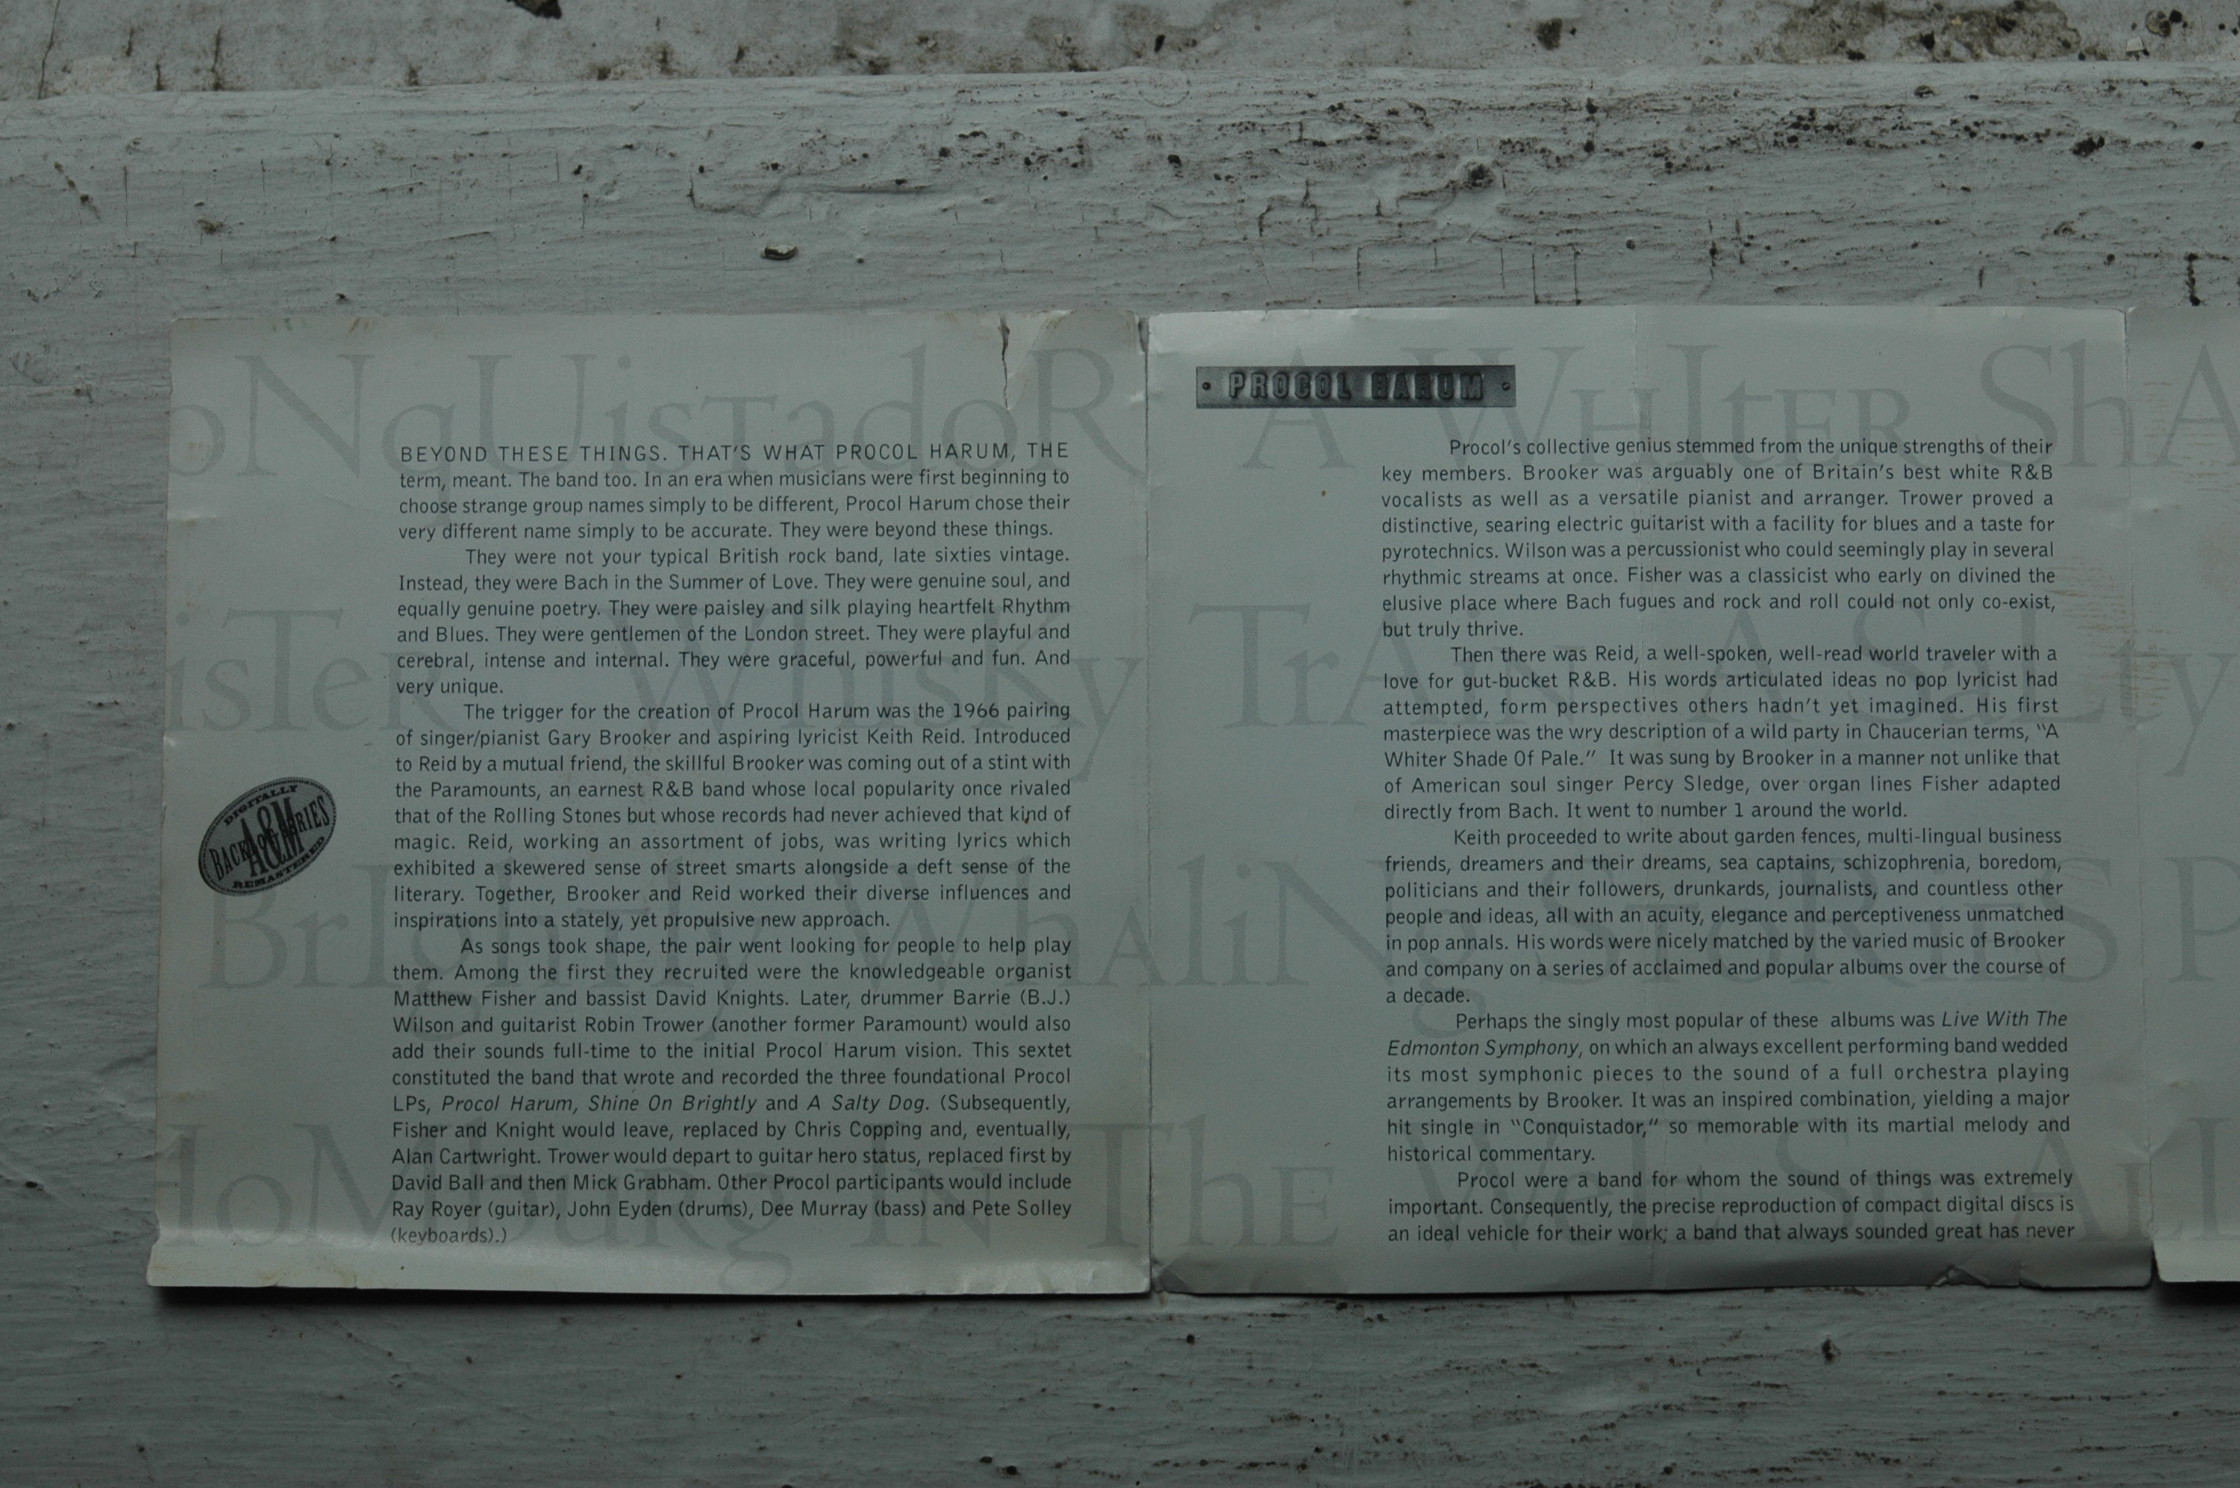 BEYOND THESE THINGS. THAT'S WHAT PROCOL HARUM, THE
term, meant. The band too. In an era when musicians were first beginning to
choose strange group names simply to be different, Procol Harum chose their
very different name simply to be accurate. They were beyond these things.
They were not your typical British rock band, late sixties vintage.
Instead, they were Bach in the Summer of Love. They were genuine soul, and
equally genuine poetry. They were paisley and silk playing heartfelt Rhythm
and Blues. They were gentlemen of the London street. They were playful and
cerebral, intense and internal. They were graceful, powerful and fun. And
very unique.
The trigger for the creation of Procol Harum was the 1966 pairing
of singer/pianist Gary Brooker and aspiring lyricist Keith Reid. Introduced
to Reid by a mutual friend, the skillful Brooker was coming out of a stint with
the Paramounts, an earnest R&B band whose local popularity once rivaled
that of the Rolling Stones but whose records had never achieved that kind of
magic. Reid, working an assortment of jobs, was writing lyrics which
exhibited a skewered sense of street smarts alongside a deft sense of the
literary. Together, Brooker and Reid worked their diverse influences and
inspirations into a stately, yet propulsive new approach.
As songs took shape, the pair went looking for people to help play
them. Among the first they recruited were the knowledgeable organist
Matthew Fisher and bassist David Knights. Later, drummer Barrie (B.J.)
Wilson and guitarist Robin Trower (another former Paramount) would also
add their sounds full-time to the initial Procol Harum vision. This sextet
constituted the band that wrote and recorded the three foundational Procol
LPs, Procol Harum, Shine On Brightly and A Salty Dog. (Subsequently,
Fisher and Knight would leave, replaced by Chris Copping and, eventually,
Alan Cartwright. Trower would depart to guitar hero status, replaced first by
David Ball and then Mick Grabham. Other Procol participants would include
Ray Royer (guitar), John Eyden (drums), Dee Murray (bass) and Pete Solley
(keyboards).)
DIGITALLY
A&M
REMASTERED
PROCOL HARUM
Procol's collective genius stemmed from the unique strengths of their
key members. Brooker was arguably one of Britain's best white R&B
vocalists as well as a versatile pianist and arranger. Trower proved a
distinctive, searing electric guitarist with a facility for blues and a taste for
pyrotechnics. Wilson was a percussionist who could seemingly play in several
rhythmic streams at once. Fisher was a classicist who early on divined the
elusive place where Bach fugues and rock and roll could not only co-exist,
but truly thrive.
Then there was Reid, a well-spoken, well-read world traveler with a
love for gut-bucket R&B. His words articulated ideas no pop lyricist had
attempted, form perspectives others hadn't yet imagined. His first
masterpiece was the wry description of a wild party in Chaucerian terms, "A
Whiter Shade Of Pale." It was sung by Brooker in a manner not unlike that
of American soul singer Percy Sledge, over organ lines Fisher adapted
directly from Bach. It went to number 1 around the world.
Keith proceeded to write about garden fences, multi-lingual business
friends, dreamers and their dreams, sea captains, schizophrenia, boredom,
politicians and their followers, drunkards, journalists, and countless other
people and ideas, all with an acuity, elegance and perceptiveness unmatched
in pop annals. His words were nicely matched by the varied music of Brooker
and company on a series of acclaimed and popular albums over the course of
a decade.
Perhaps the singly most popular of these albums was Live With The
Edmonton Symphony, on which an always excellent performing band wedded
its most symphonic pieces to the sound of a full orchestra playing
arrangements by Brooker. It was an inspired combination, yielding a major
hit single in "Conquistador," so memorable with its martial melody and
historical commentary.
Procol were a band for whom the sound of things was extremely
important. Consequently, the precise reproduction of compact digital discs is
an ideal vehicle for their work; a band that always sounded great has never